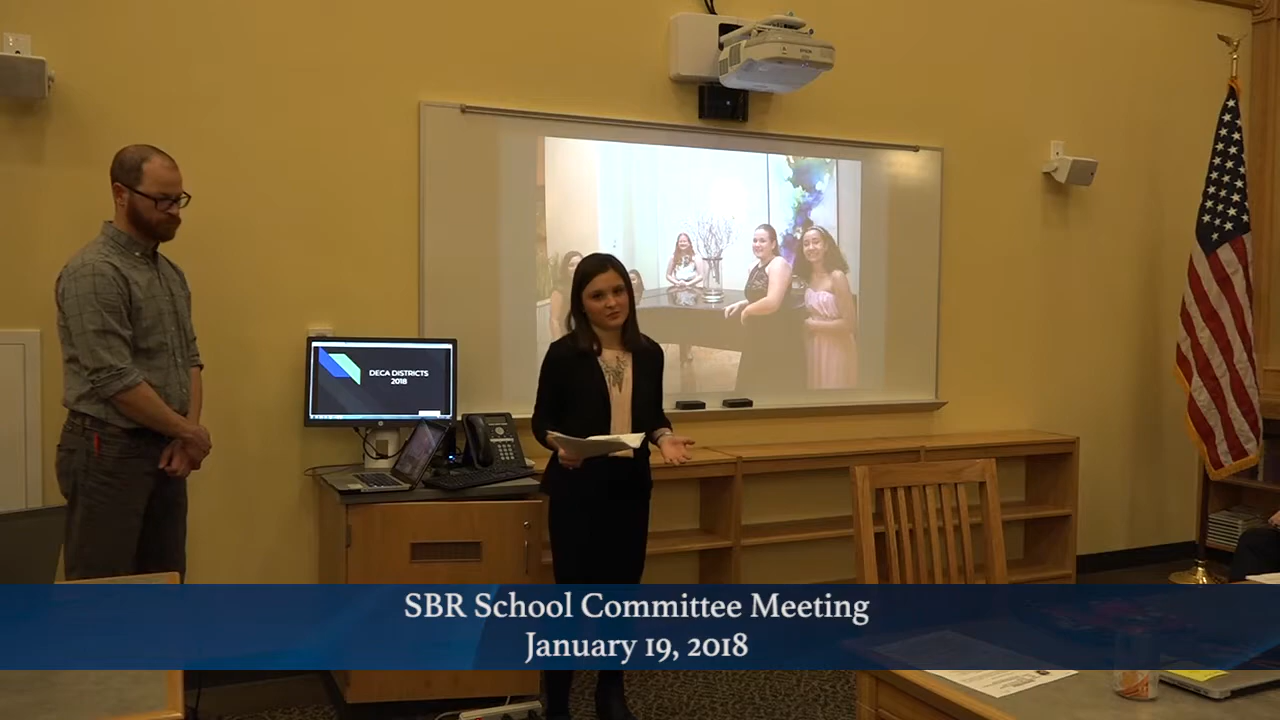 DECA DISTRICTS
2018
SBR School Committee Meeting
January 19, 2018